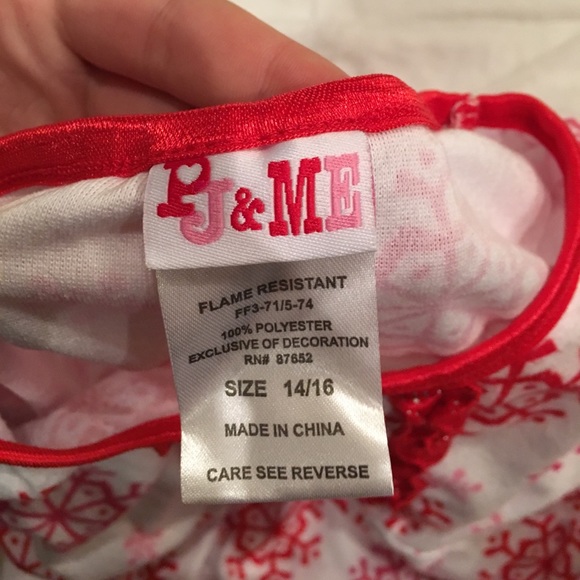 PJ&ME
FLAME RESISTANT
FF3-71/5-74
100% POLYESTER
EXCLUSIVE OF DECORATION
RN# 87652
SIZE 14/16
MADE IN CHINA
CARE SEE REVERSE